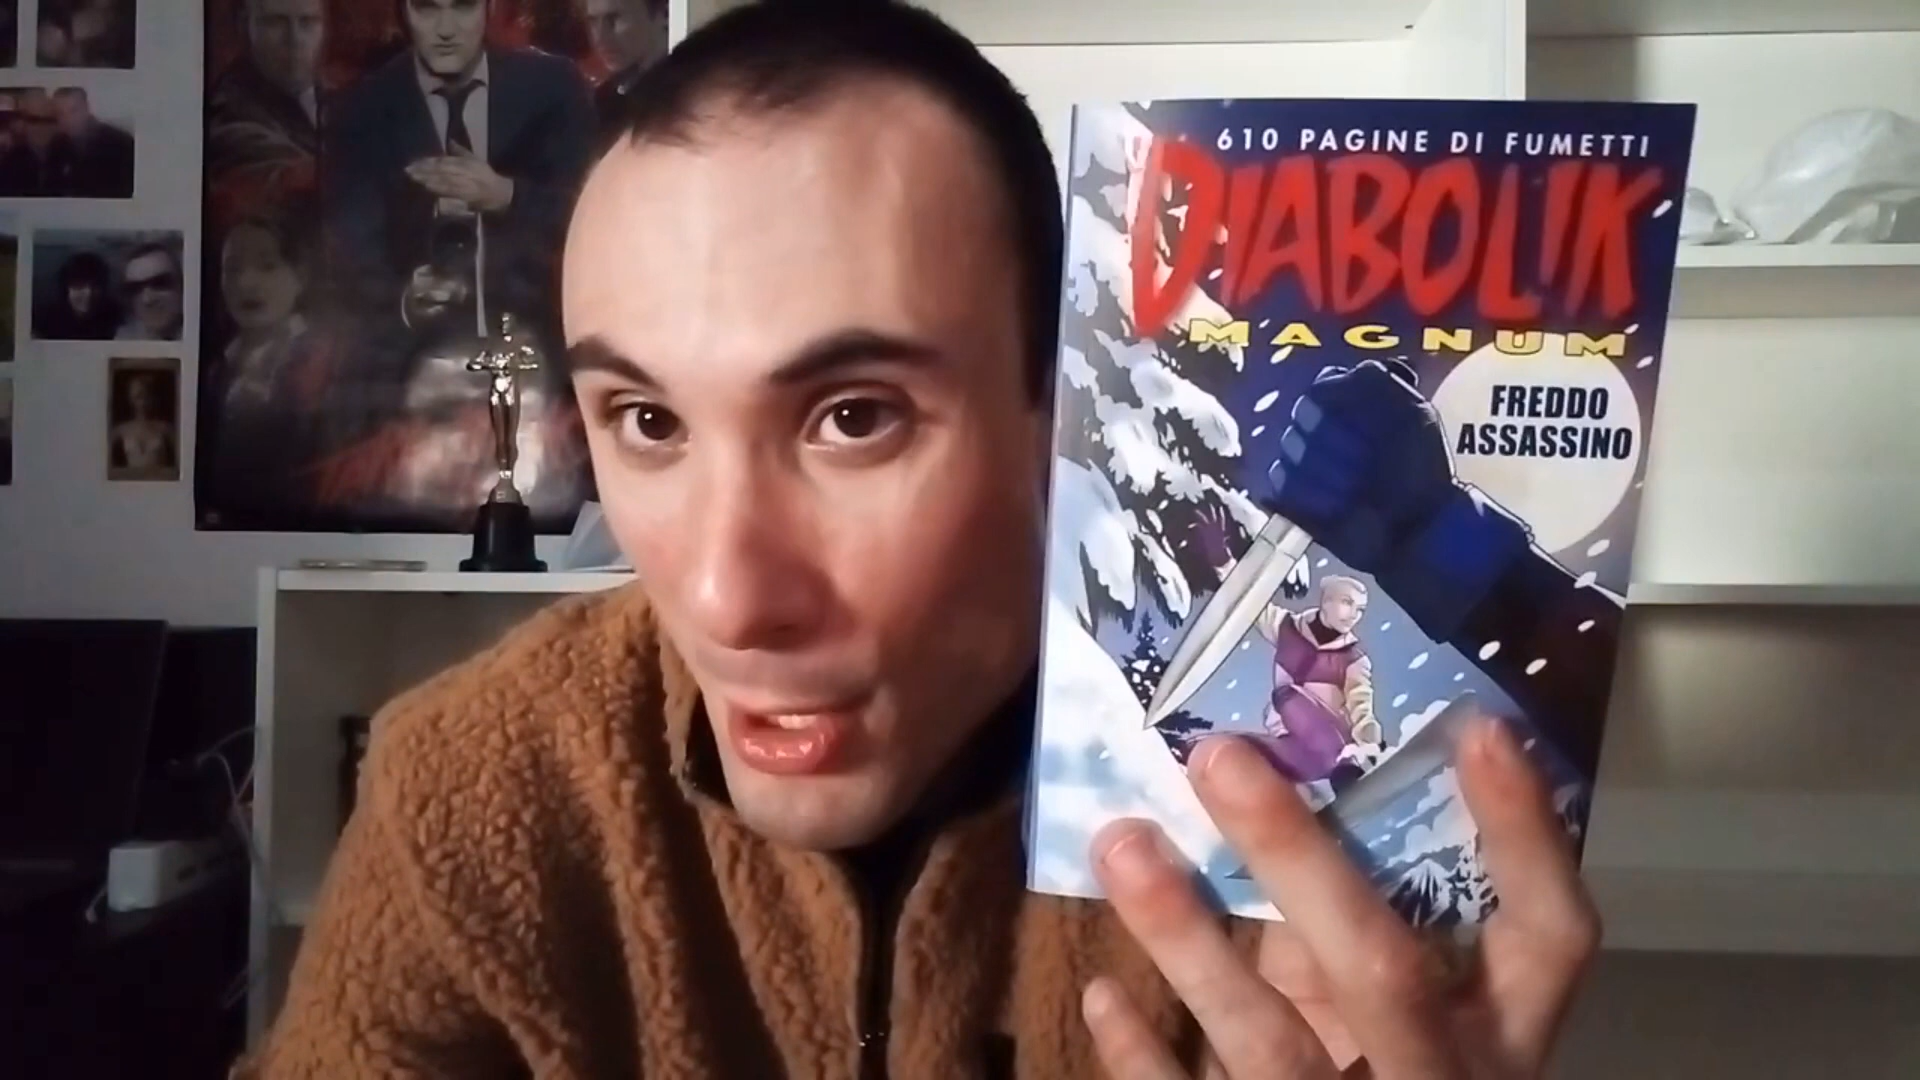 610 PAGINE DI FUMETTI
DIABOLIK
MAGNUM
FREDDO
ASSASSINO